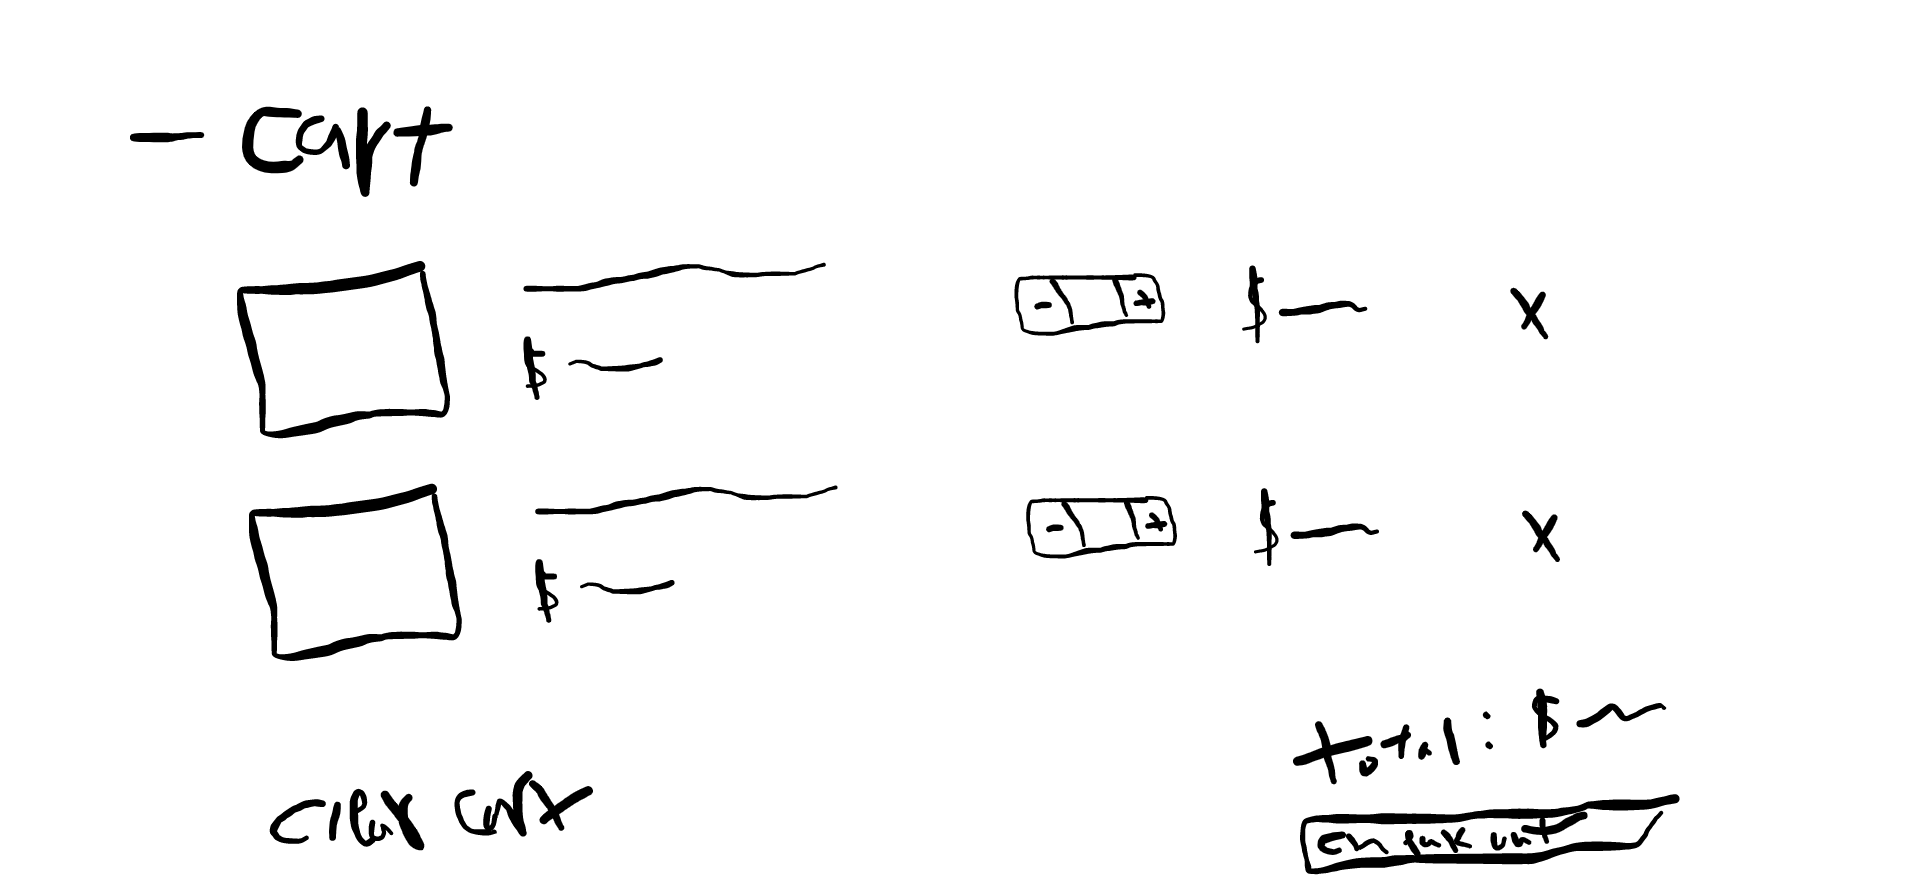 - Cart
- + $ x
$
- + $ x
$
total: $
clear cart